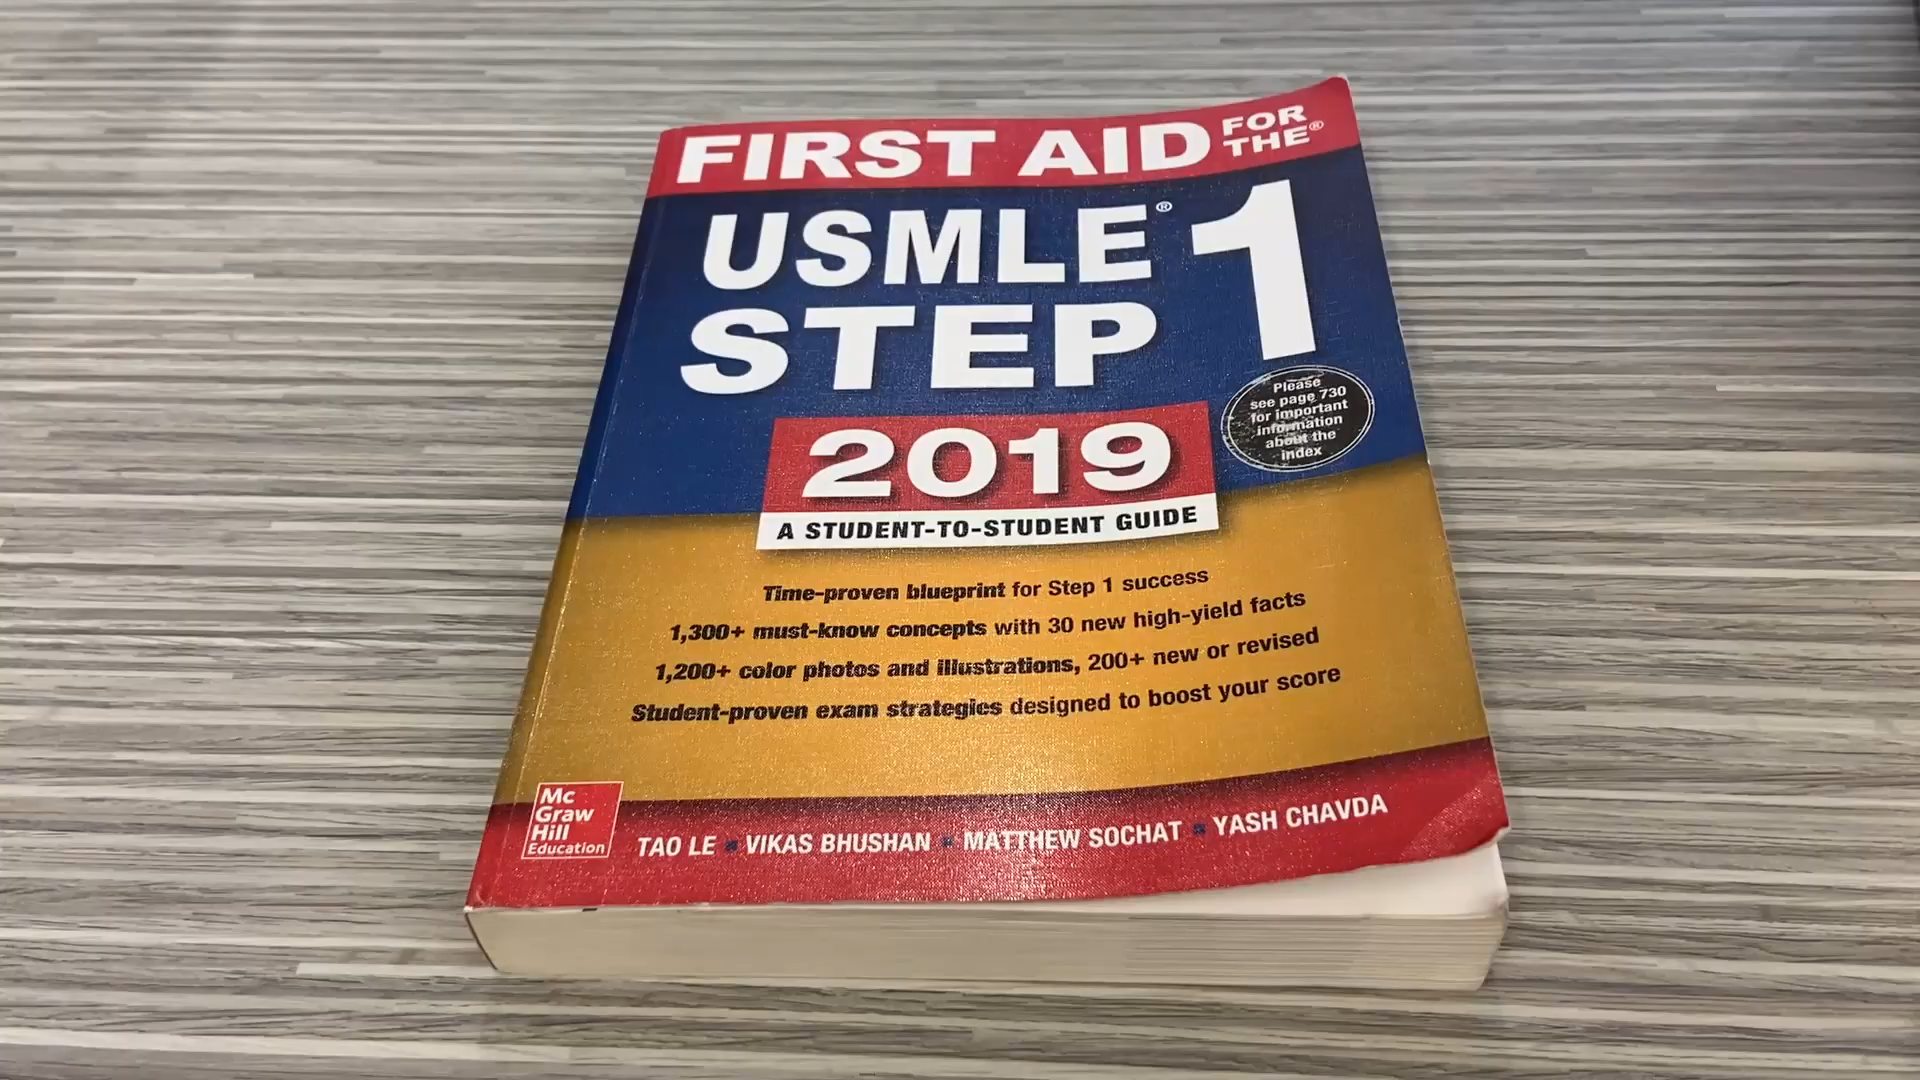 FIRST AID FOR THE®
USMLE®
STEP 1
Please
see page 730
for important
information
about the
index
2019
A STUDENT-TO-STUDENT GUIDE
Time-proven blueprint for Step 1 success
1,300+ must-know concepts with 30 new high-yield facts
1,200+ color photos and illustrations, 200+ new or revised
Student-proven exam strategies designed to boost your score
Mc
Graw
Hill
Education
TAO LE ▪ VIKAS BHUSHAN ▪ MATTHEW SOCHAT ▪ YASH CHAVDA